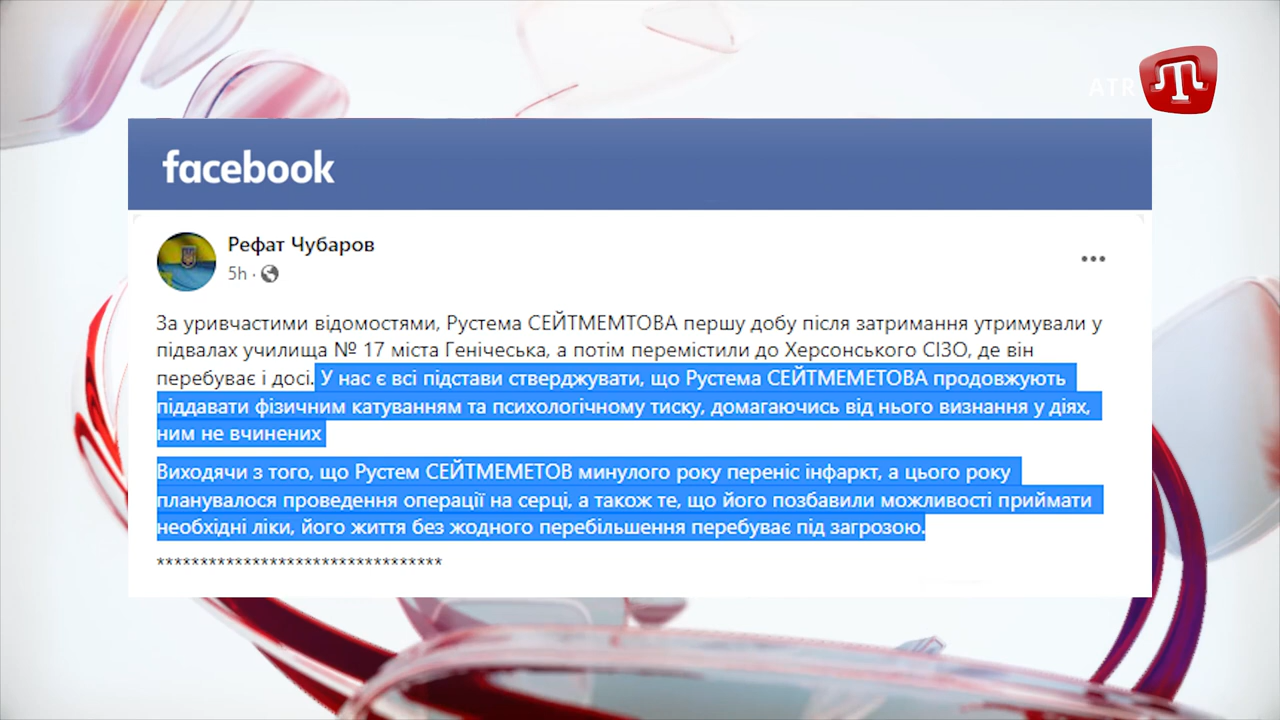 ATR
facebook
Рефат Чубаров
5h ·
За уривчастими відомостями, Рустема СЕЙТМЕМТОВА першу добу після затримання утримували у
підвалах училища № 17 міста Генічеська, а потім перемістили до Херсонського СІЗО, де він
перебуває і досі. У нас є всі підстави стверджувати, що Рустема СЕЙТМЕМЕТОВА продовжують
піддавати фізичним катуванням та психологічному тиску, домагаючись від нього визнання у діях,
ним не вчинених
Виходячи з того, що Рустем СЕЙТМЕМЕТОВ минулого року переніс інфаркт, а цього року
планувалося проведення операції на серці, а також те, що його позбавили можливості приймати
необхідні ліки, його життя без жодного перебільшення перебуває під загрозою.
*********************************